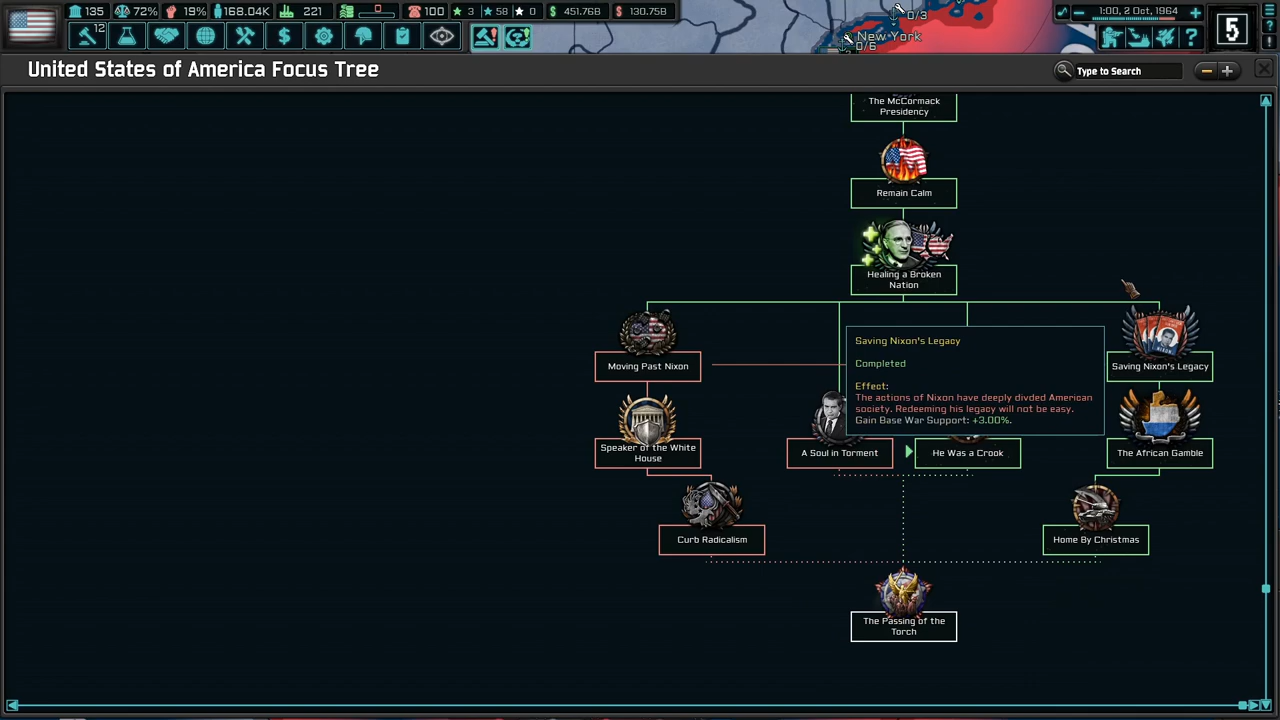 135 72% 19% 168.04K 221 100 3 58 0 $ 451.76B $ 130.75B
12
0/3
New York
0/6
1:00, 2 Oct, 1964
5
United States of America Focus Tree
Type to Search
The McCormack
Presidency
Remain Calm
Healing a Broken
Nation
Moving Past Nixon
Saving Nixon's Legacy
Completed
Effect:
The actions of Nixon have deeply divded American
society. Redeeming his legacy will not be easy.
Gain Base War Support: +3.00%.
Saving Nixon's Legacy
Speaker of the White
House
A Soul in Torment
He Was a Crook
The African Gamble
Curb Radicalism
Home By Christmas
The Passing of the
Torch